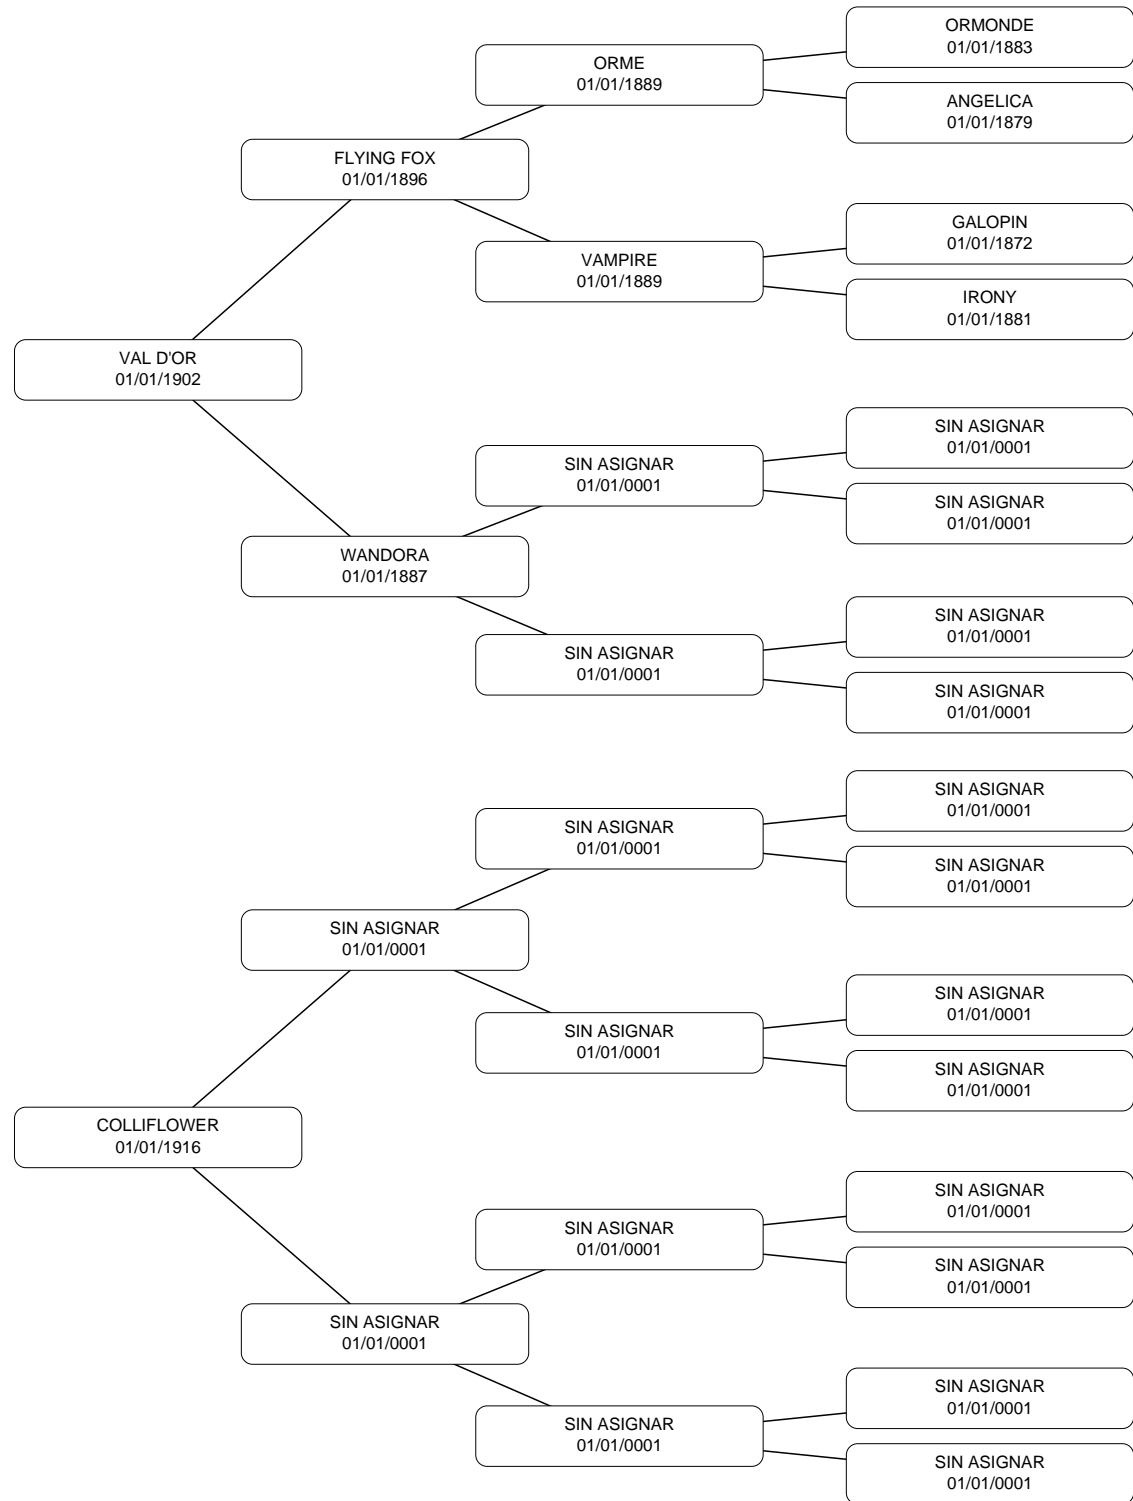 ORMONDE
01/01/1883
ORME
01/01/1889
ANGELICA
01/01/1879
FLYING FOX
01/01/1896
GALOPIN
01/01/1872
VAMPIRE
01/01/1889
IRONY
01/01/1881
VAL D'OR
01/01/1902
SIN ASIGNAR
01/01/0001
SIN ASIGNAR
01/01/0001
SIN ASIGNAR
01/01/0001
WANDORA
01/01/1887
SIN ASIGNAR
01/01/0001
SIN ASIGNAR
01/01/0001
SIN ASIGNAR
01/01/0001
SIN ASIGNAR
01/01/0001
SIN ASIGNAR
01/01/0001
SIN ASIGNAR
01/01/0001
SIN ASIGNAR
01/01/0001
SIN ASIGNAR
01/01/0001
SIN ASIGNAR
01/01/0001
SIN ASIGNAR
01/01/0001
COLLIFLOWER
01/01/1916
SIN ASIGNAR
01/01/0001
SIN ASIGNAR
01/01/0001
SIN ASIGNAR
01/01/0001
SIN ASIGNAR
01/01/0001
SIN ASIGNAR
01/01/0001
SIN ASIGNAR
01/01/0001
SIN ASIGNAR
01/01/0001